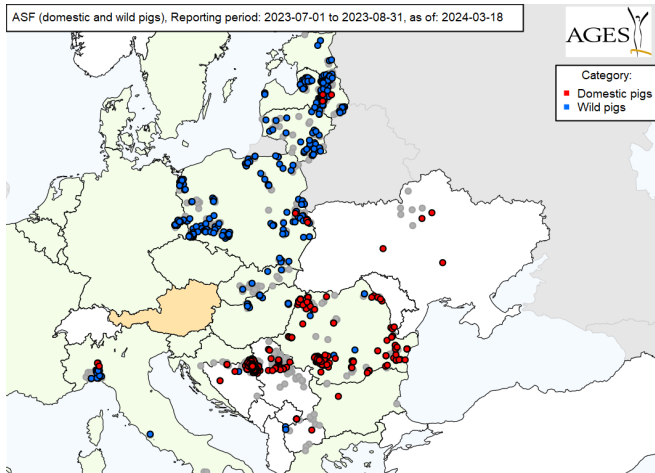 ASF (domestic and wild pigs), Reporting period: 2023-07-01 to 2023-08-31, as of: 2024-03-18
AGES
Category:
Domestic pigs
Wild pigs